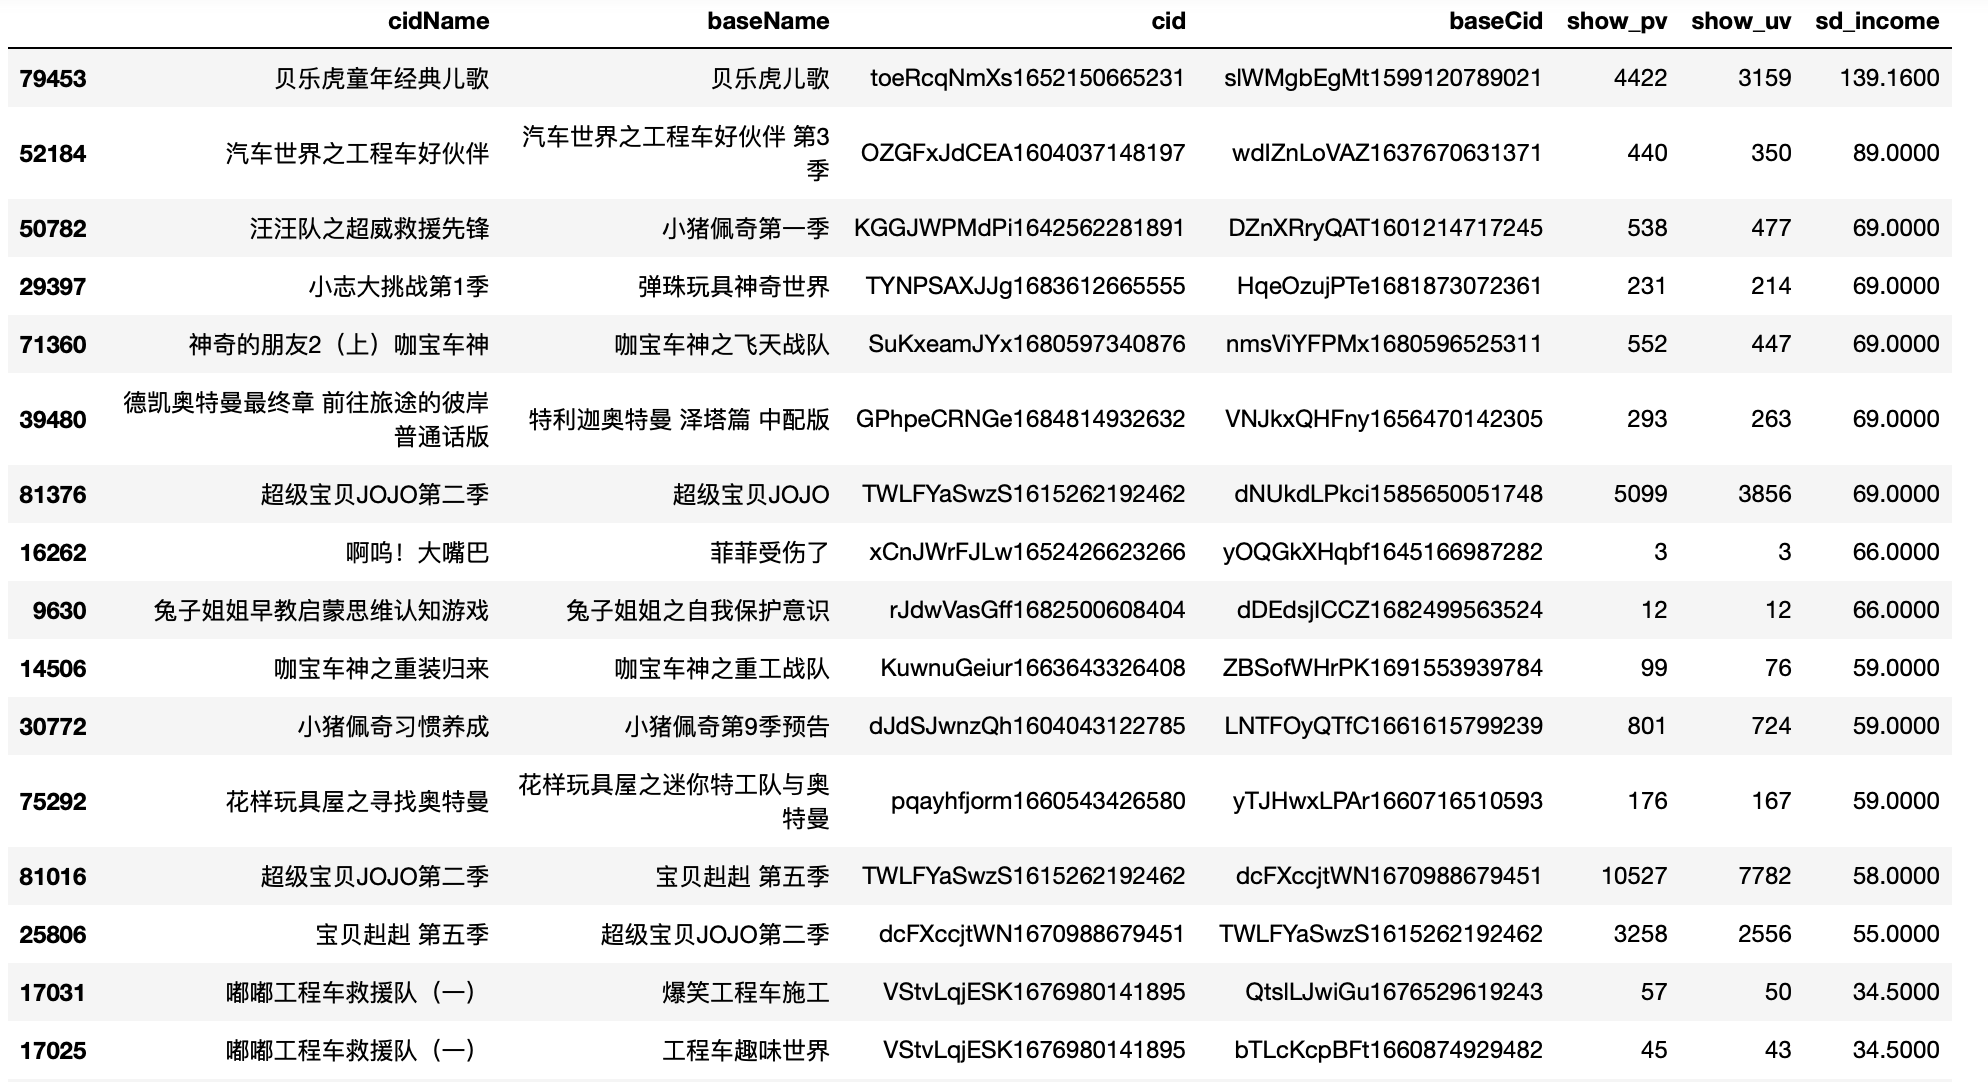 cidName baseName cid baseCid show_pv show_uv sd_income
79453 贝乐虎童年经典儿歌 贝乐虎儿歌 toeRcqNmXs1652150665231 slWMgbEgMt1599120789021 4422 3159 139.1600
52184 汽车世界之工程车好伙伴 汽车世界之工程车好伙伴 第3
季 OZGFxJdCEA1604037148197 wdIZnLoVAZ1637670631371 440 350 89.0000
50782 汪汪队之超威救援先锋 小猪佩奇第一季 KGGJWPMdPi1642562281891 DZnXRryQAT1601214717245 538 477 69.0000
29397 小志大挑战第1季 弹珠玩具神奇世界 TYNPSAXJJg1683612665555 HqeOzujPTe1681873072361 231 214 69.0000
71360 神奇的朋友2（上）咖宝车神 咖宝车神之飞天战队 SuKxeamJYx1680597340876 nmsViYFPMx1680596525311 552 447 69.0000
39480 德凯奥特曼最终章 前往旅途的彼岸
普通话版 特利迦奥特曼 泽塔篇 中配版 GPhpeCRNGe1684814932632 VNJkxQHFny1656470142305 293 263 69.0000
81376 超级宝贝JOJO第二季 超级宝贝JOJO TWLFYaSwzS1615262192462 dNUkdLPkci1585650051748 5099 3856 69.0000
16262 啊呜！大嘴巴 菲菲受伤了 xCnJWrFJLw1652426623266 yOQGkXHqbf1645166987282 3 3 66.0000
9630 兔子姐姐早教启蒙思维认知游戏 兔子姐姐之自我保护意识 rJdwVasGff1682500608404 dDEdsjICCZ1682499563524 12 12 66.0000
14506 咖宝车神之重装归来 咖宝车神之重工战队 KuwnuGeiur1663643326408 ZBSofWHrPK1691553939784 99 76 59.0000
30772 小猪佩奇习惯养成 小猪佩奇第9季预告 dJdSJwnzQh1604043122785 LNTFOyQTfC1661615799239 801 724 59.0000
75292 花样玩具屋之寻找奥特曼 花样玩具屋之迷你特工队与奥
特曼 pqayhfjorm1660543426580 yTJHwxLPAr1660716510593 176 167 59.0000
81016 超级宝贝JOJO第二季 宝贝赳赳 第五季 TWLFYaSwzS1615262192462 dcFXccjtWN1670988679451 10527 7782 58.0000
25806 宝贝赳赳 第五季 超级宝贝JOJO第二季 dcFXccjtWN1670988679451 TWLFYaSwzS1615262192462 3258 2556 55.0000
17031 嘟嘟工程车救援队（一） 爆笑工程车施工 VStvLqjESK1676980141895 QtslLJwiGu1676529619243 57 50 34.5000
17025 嘟嘟工程车救援队（一） 工程车趣味世界 VStvLqjESK1676980141895 bTLcKcpBFt1660874929482 45 43 34.5000